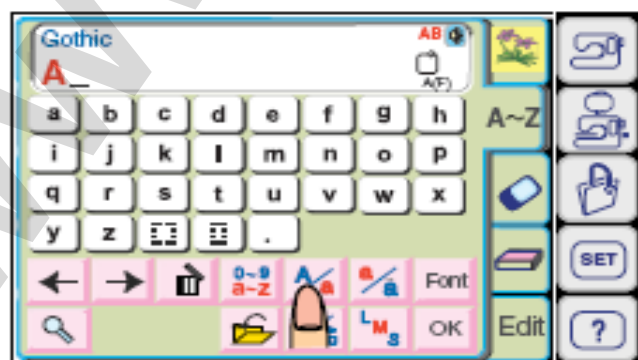 Gothic AB
A_ A(F)
a b c d e f g h A~Z
i j k l m n o p
q r s t u v w x
y z .
0~9
a~z A/a a/à Font
SET
L M S OK Edit ?